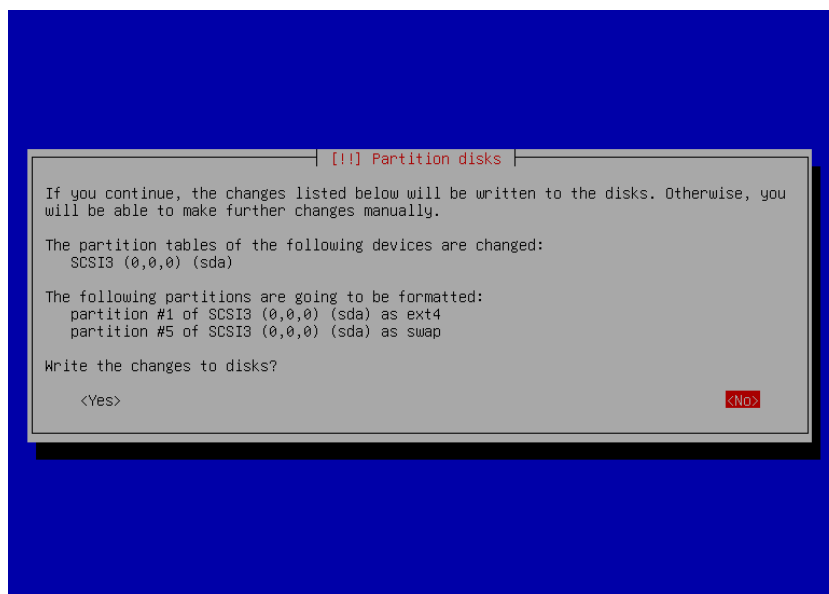 [!!] Partition disks
If you continue, the changes listed below will be written to the disks. Otherwise, you
will be able to make further changes manually.
The partition tables of the following devices are changed:
SCSI3 (0,0,0) (sda)
The following partitions are going to be formatted:
partition #1 of SCSI3 (0,0,0) (sda) as ext4
partition #5 of SCSI3 (0,0,0) (sda) as swap
Write the changes to disks?
<Yes> <No>